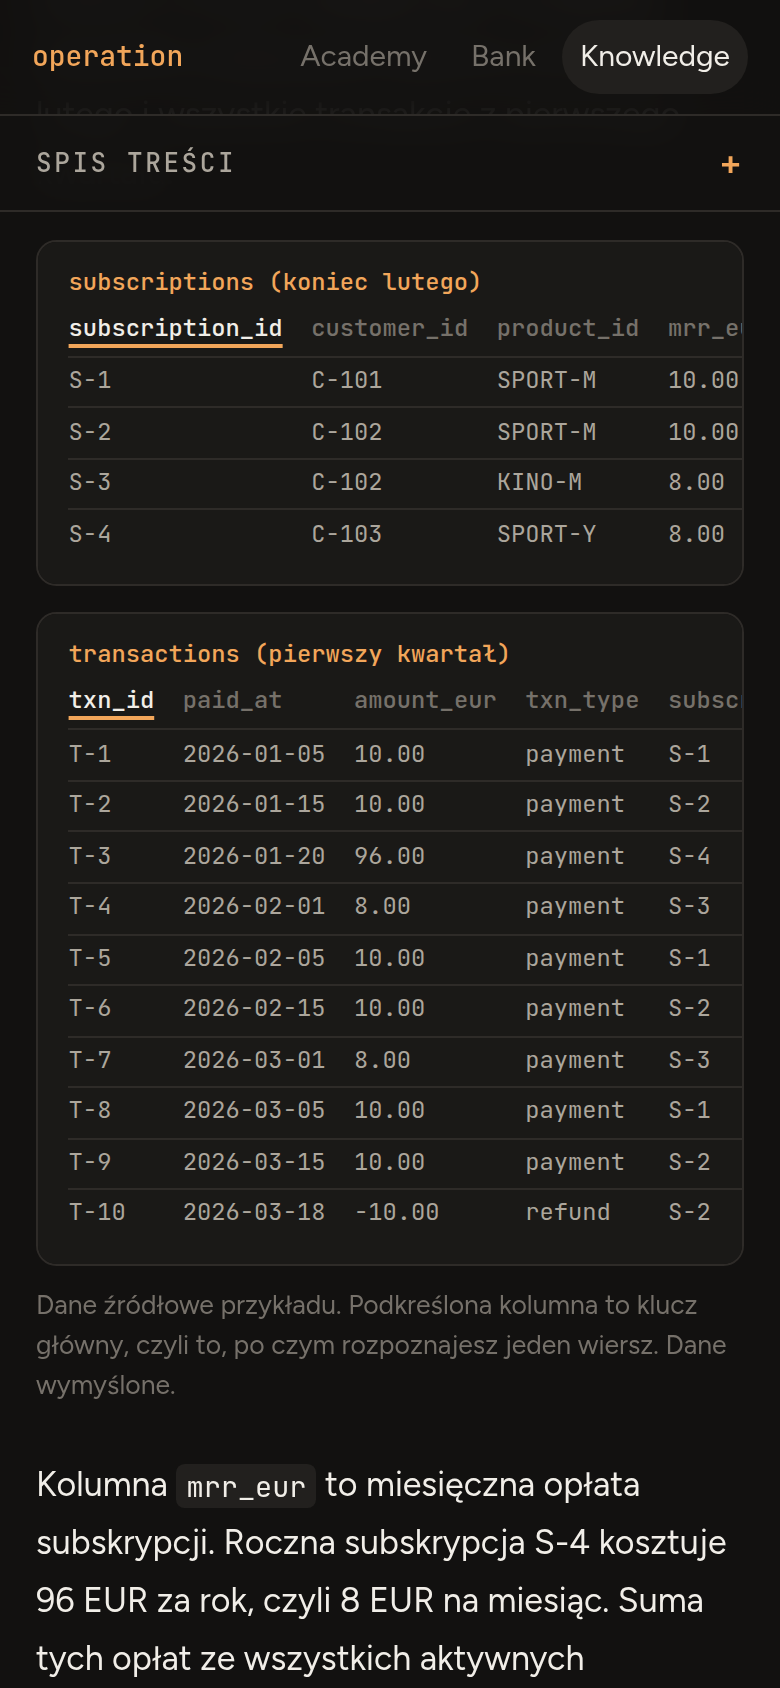 operation Academy Bank Knowledge
lutego i wszystkie transakcje z pierwszego
SPIS TREŚCI +
subscriptions (koniec lutego)
subscription_id customer_id product_id mrr_eu
S-1 C-101 SPORT-M 10.00
S-2 C-102 SPORT-M 10.00
S-3 C-102 KINO-M 8.00
S-4 C-103 SPORT-Y 8.00
transactions (pierwszy kwartał)
txn_id paid_at amount_eur txn_type subsc
T-1 2026-01-05 10.00 payment S-1
T-2 2026-01-15 10.00 payment S-2
T-3 2026-01-20 96.00 payment S-4
T-4 2026-02-01 8.00 payment S-3
T-5 2026-02-05 10.00 payment S-1
T-6 2026-02-15 10.00 payment S-2
T-7 2026-03-01 8.00 payment S-3
T-8 2026-03-05 10.00 payment S-1
T-9 2026-03-15 10.00 payment S-2
T-10 2026-03-18 -10.00 refund S-2
Dane źródłowe przykładu. Podkreślona kolumna to klucz
główny, czyli to, po czym rozpoznajesz jeden wiersz. Dane
wymyślone.
Kolumna mrr_eur to miesięczna opłata
subskrypcji. Roczna subskrypcja S-4 kosztuje
96 EUR za rok, czyli 8 EUR na miesiąc. Suma
tych opłat ze wszystkich aktywnych